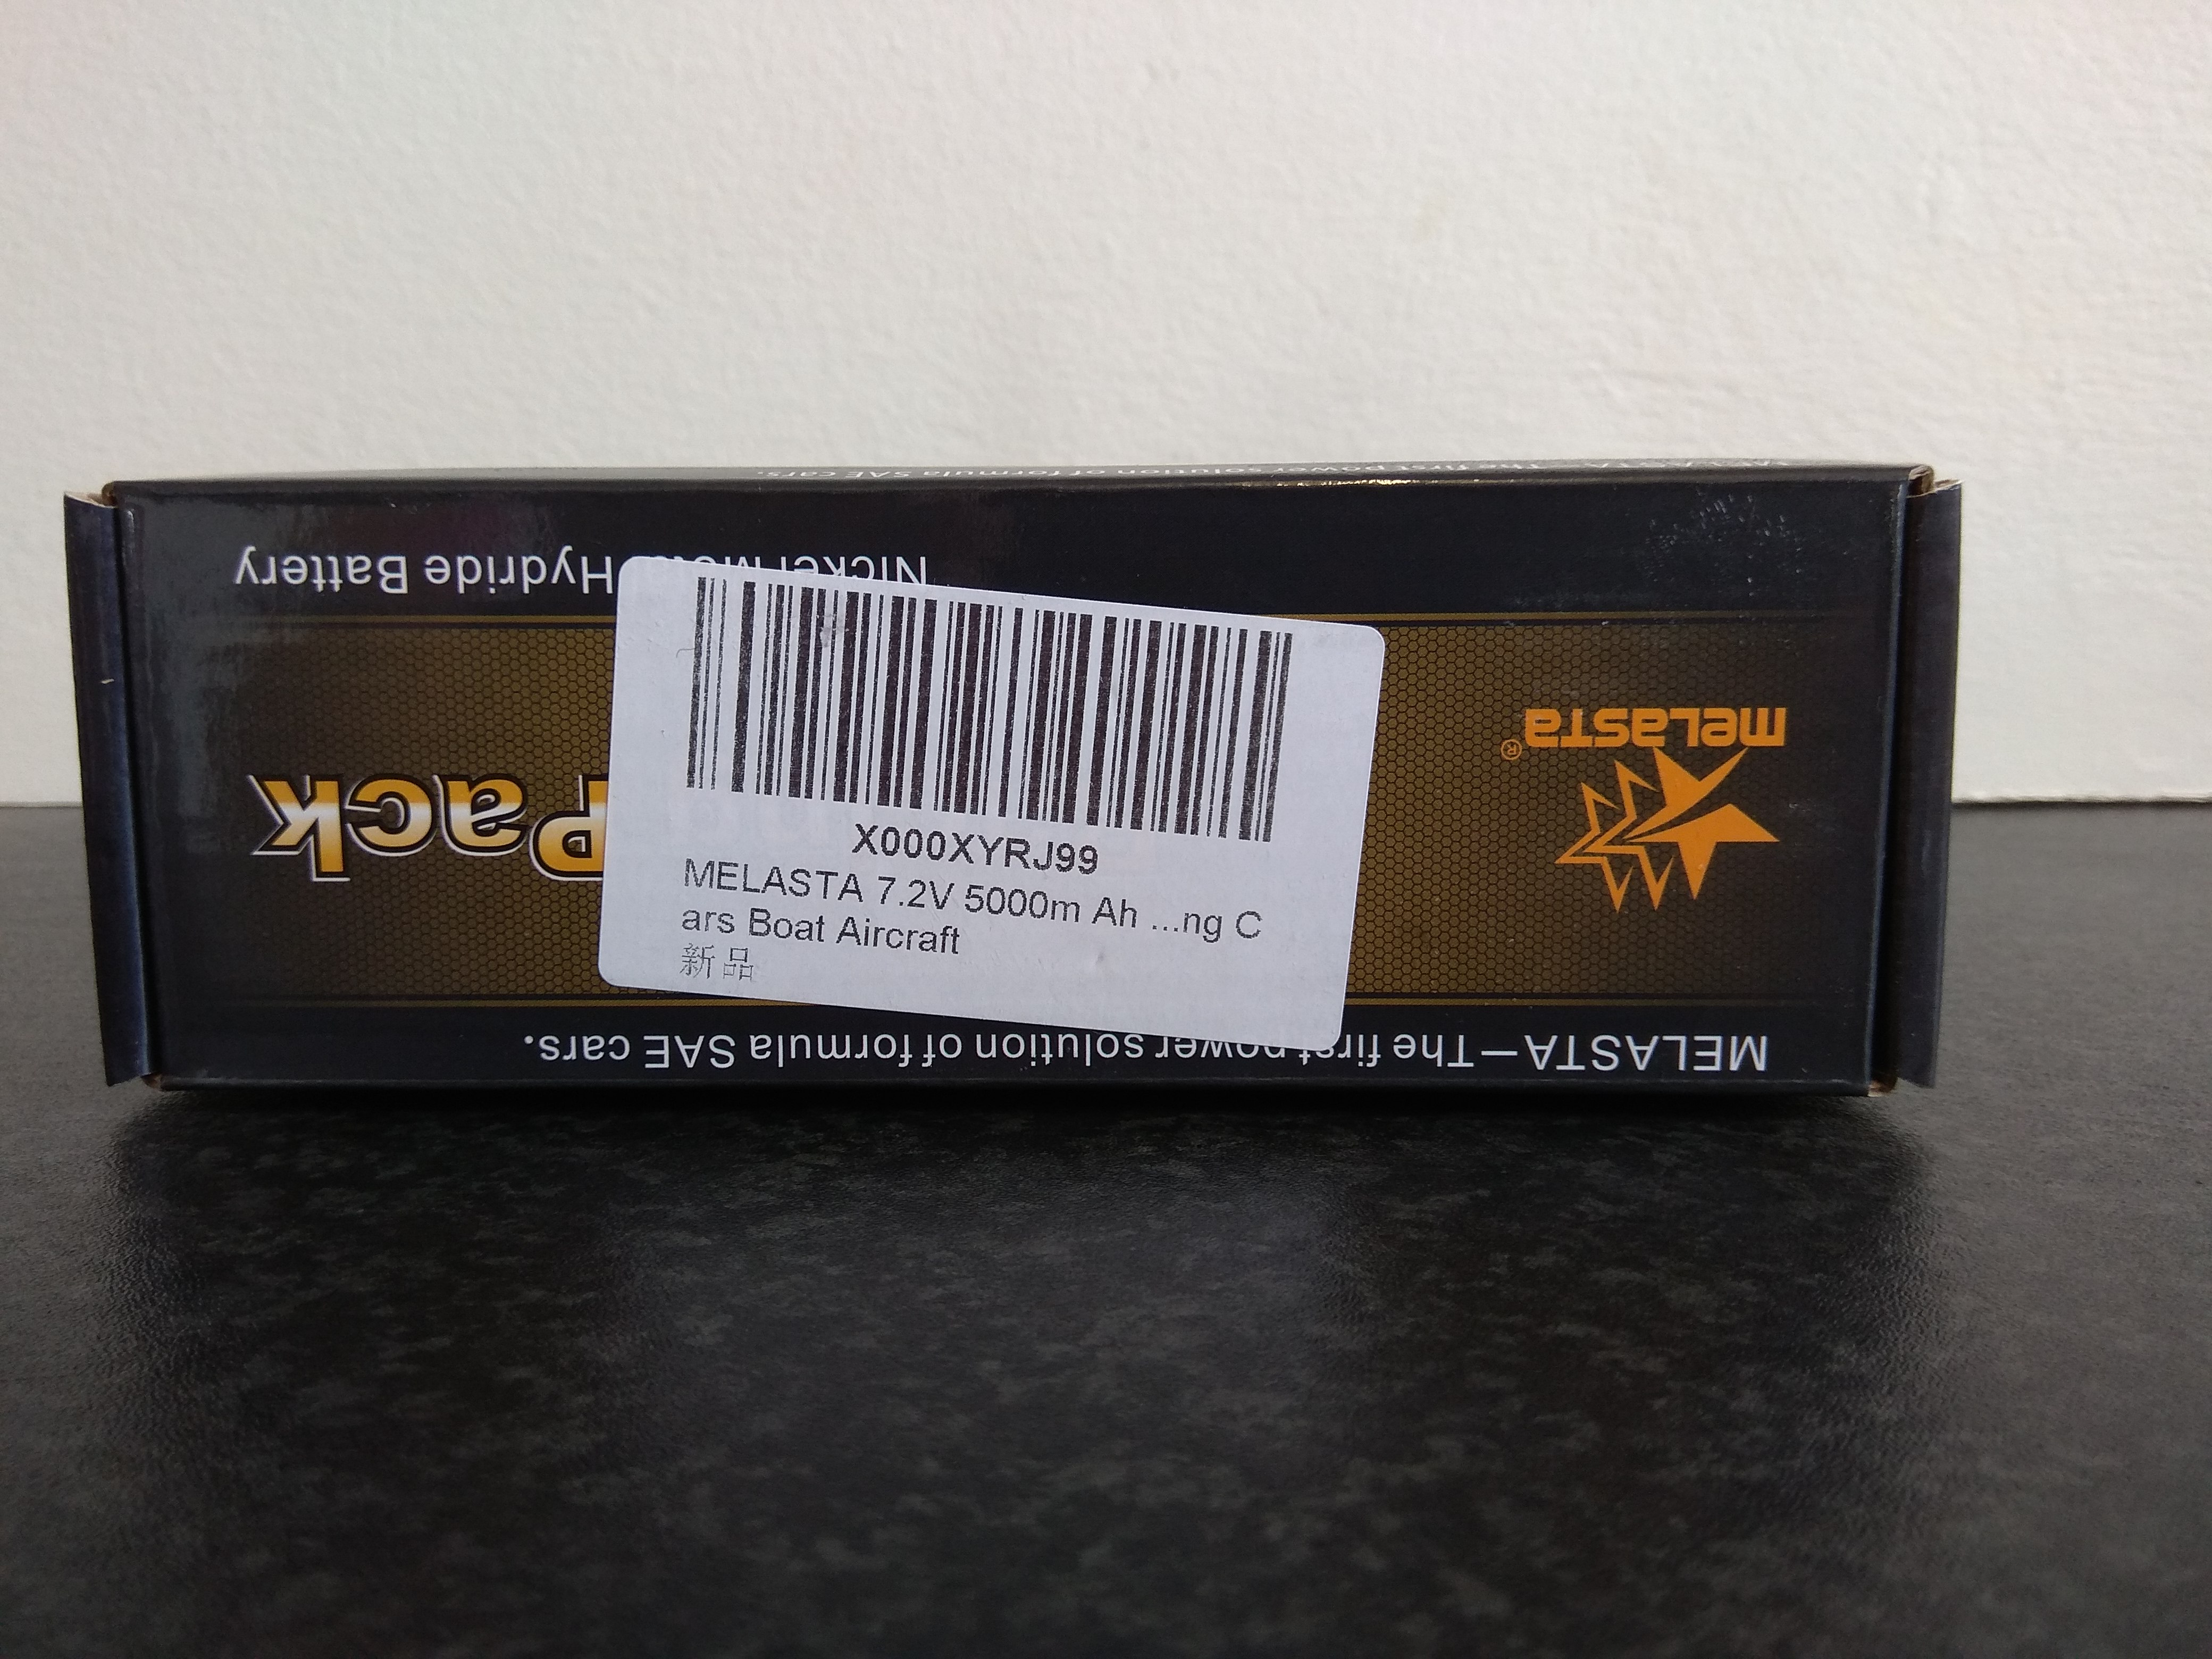 MELASTA—The first power solution of formula SAE cars.
Nickel Hydride Battery
X000XYRJ99
MELASTA 7.2V 5000m Ah ...ng C
ars Boat Aircraft
新品
Pack
meLasta®
MELASTA—The first power solution of formula SAE cars.